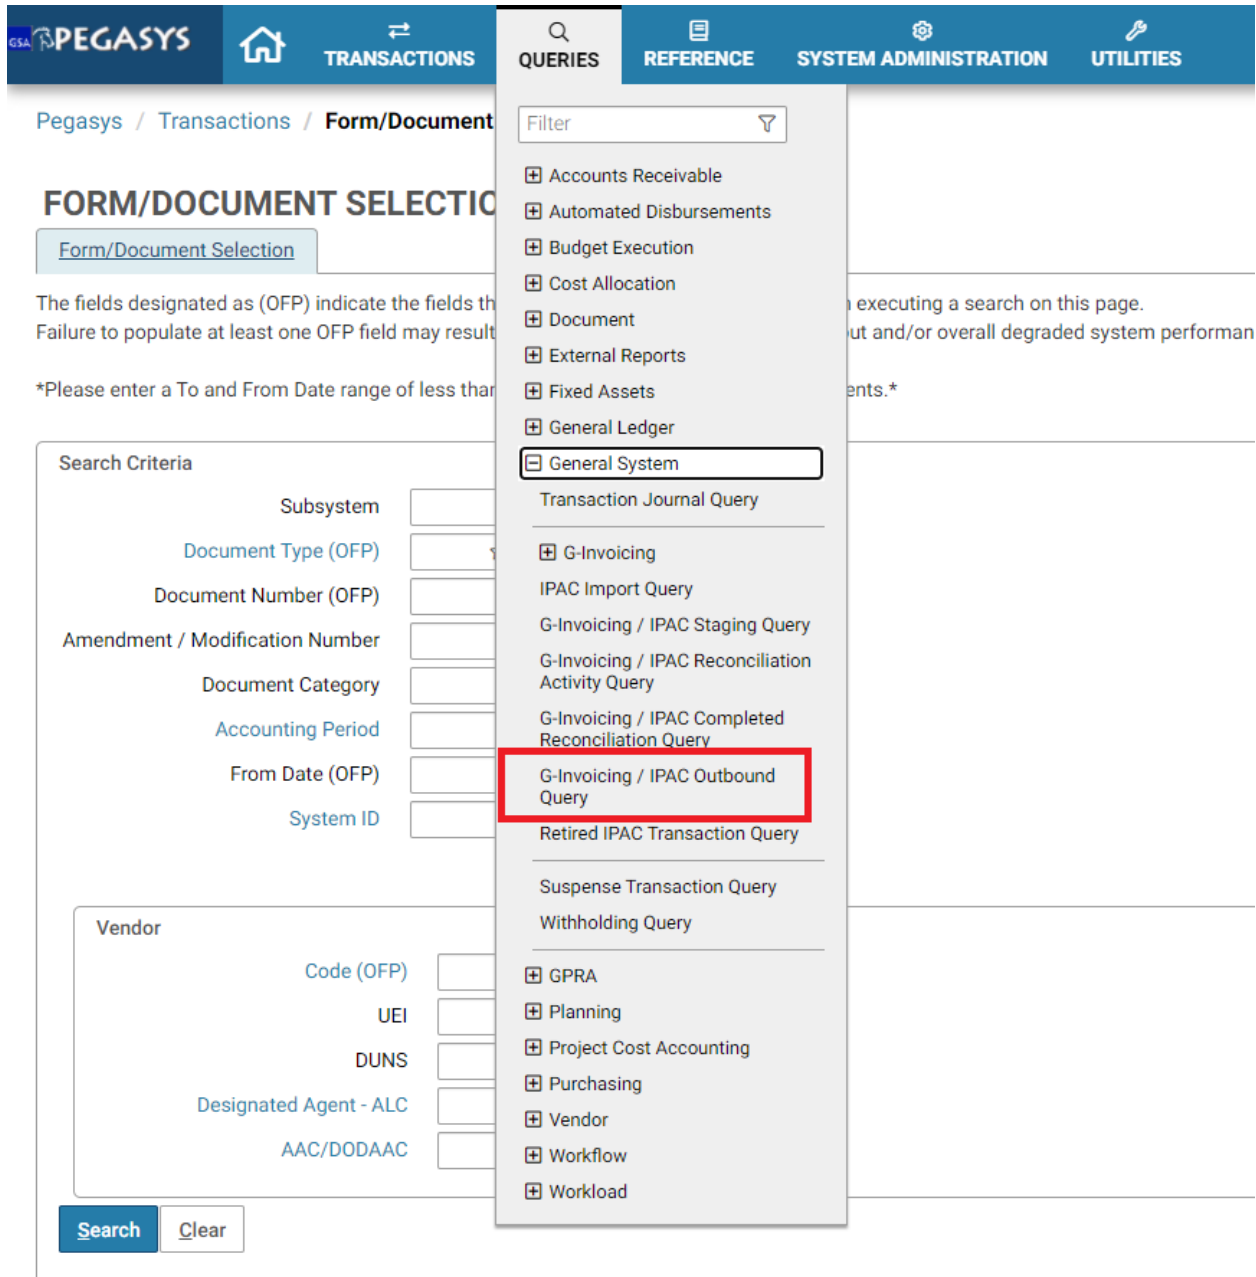 GSA PEGASYS
TRANSACTIONS
QUERIES
REFERENCE
SYSTEM ADMINISTRATION
UTILITIES
Pegasys / Transactions / Form/Document
FORM/DOCUMENT SELECTIO
Form/Document Selection
The fields designated as (OFP) indicate the fields th
n executing a search on this page.
Failure to populate at least one OFP field may result
out and/or overall degraded system performan
*Please enter a To and From Date range of less than
ents.*
Search Criteria
Subsystem
Document Type (OFP)
Document Number (OFP)
Amendment / Modification Number
Document Category
Accounting Period
From Date (OFP)
System ID
Vendor
Code (OFP)
UEI
DUNS
Designated Agent - ALC
AAC/DODAAC
Search
Clear
Filter
Accounts Receivable
Automated Disbursements
Budget Execution
Cost Allocation
Document
External Reports
Fixed Assets
General Ledger
General System
Transaction Journal Query
G-Invoicing
IPAC Import Query
G-Invoicing / IPAC Staging Query
G-Invoicing / IPAC Reconciliation
Activity Query
G-Invoicing / IPAC Completed
Reconciliation Query
G-Invoicing / IPAC Outbound
Query
Retired IPAC Transaction Query
Suspense Transaction Query
Withholding Query
GPRA
Planning
Project Cost Accounting
Purchasing
Vendor
Workflow
Workload